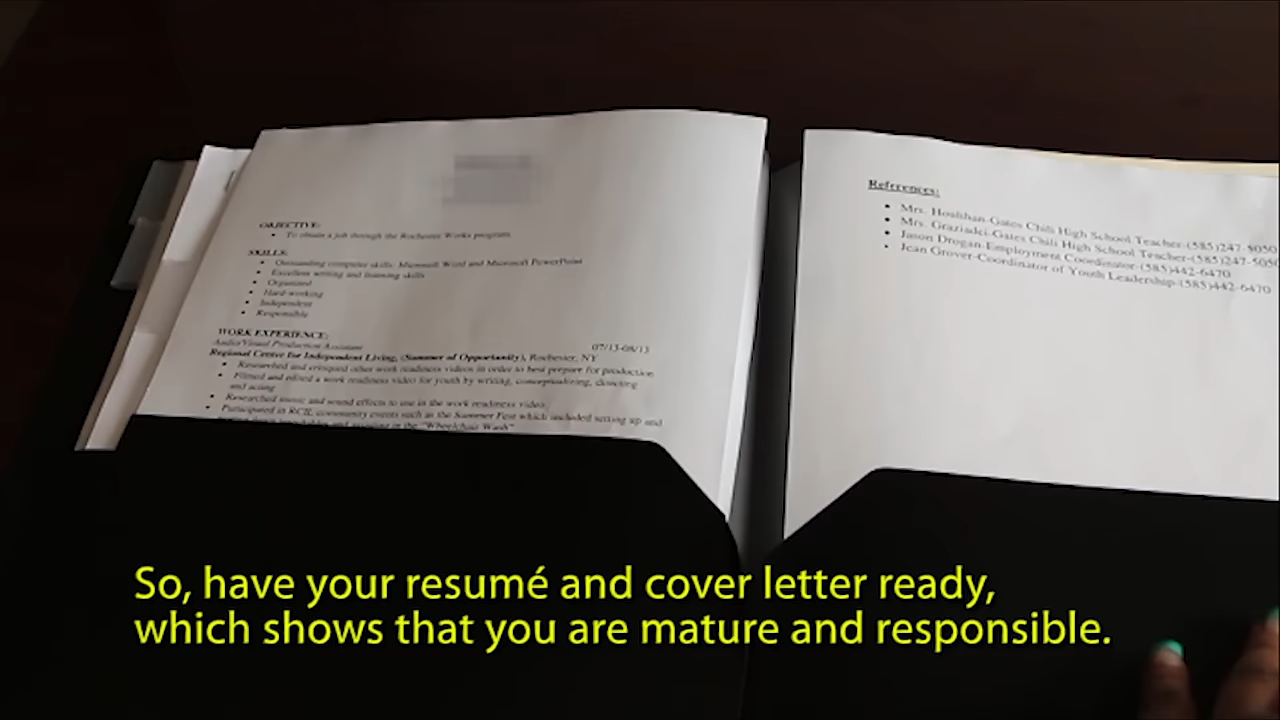 OBJECTIVE:
• To obtain a job through the Rochester Works program.
SKILLS:
• Outstanding computer skills: Microsoft Word and Microsoft PowerPoint
• Excellent writing and listening skills
• Organized
• Hard-working
• Independent
• Responsible
WORK EXPERIENCE:
Audio/Visual Production Assistant 07/13-08/13
Regional Center for Independent Living, (Summer of Opportunity), Rochester, NY
• Researched and critiqued other work readiness videos in order to best prepare for production
• Filmed and edited a work readiness video for youth by writing, conceptualizing, directing
and acting
• Researched music and sound effects to use in the work readiness video
• Participated in RCIL community events such as the Summer Fest which included setting up and
"Wheelchair Wash"
References:
• Mrs. Houlihan-Gates Chili High School Teacher-(585)247-5050
• Mrs. Graziadei-Gates Chili High School Teacher-(585)247-5050
• Jason Drogan-Employment Coordinator-(585)442-6470
• Jean Grover-Coordinator of Youth Leadership-(585)442-6470
So, have your resumé and cover letter ready,
which shows that you are mature and responsible.